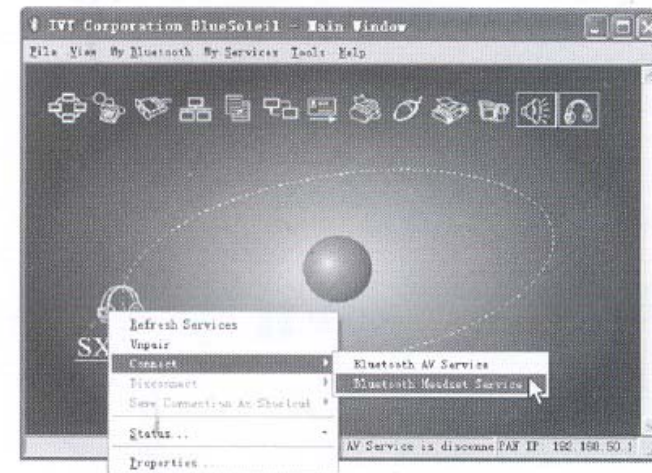 IVT Corporation BlueSoleil - Main Window
File View My Bluetooth My Services Tools Help
SX
Refresh Services
Unpair
Connect
Bluetooth AV Service
Disconnect
Bluetooth Headset Service
Save Connection As Shortcut
Status...
AV Service is disconne PAN IP: 192.168.50.1
Properties...